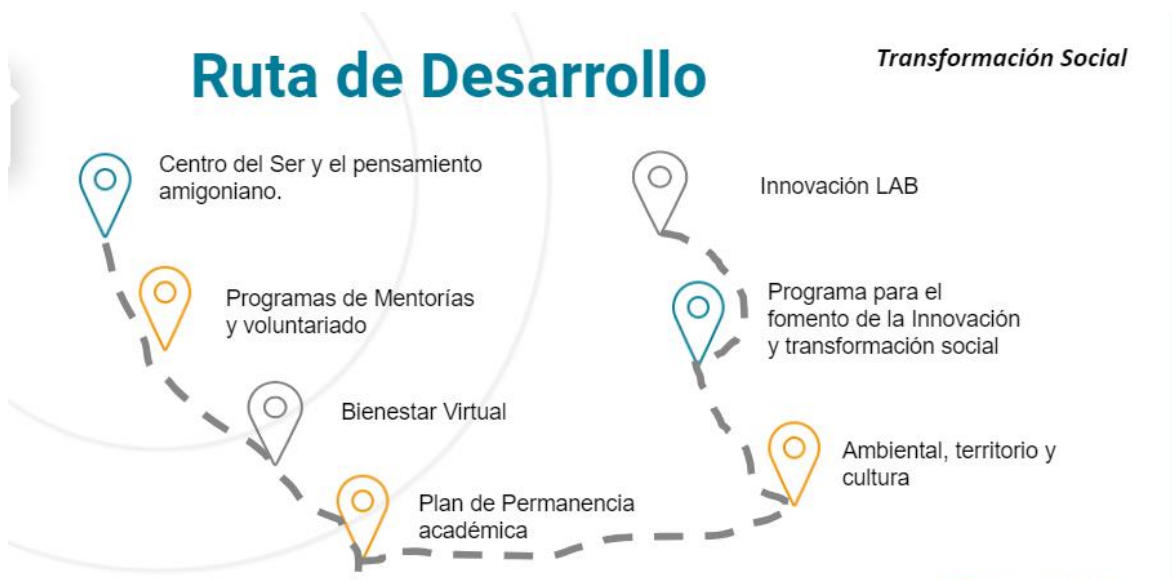 Ruta de Desarrollo
Transformación Social
Centro del Ser y el pensamiento
amigoniano.
Programas de Mentorías
y voluntariado
Bienestar Virtual
Plan de Permanencia
académica
Ambiental, territorio y
cultura
Programa para el
fomento de la Innovación
y transformación social
Innovación LAB